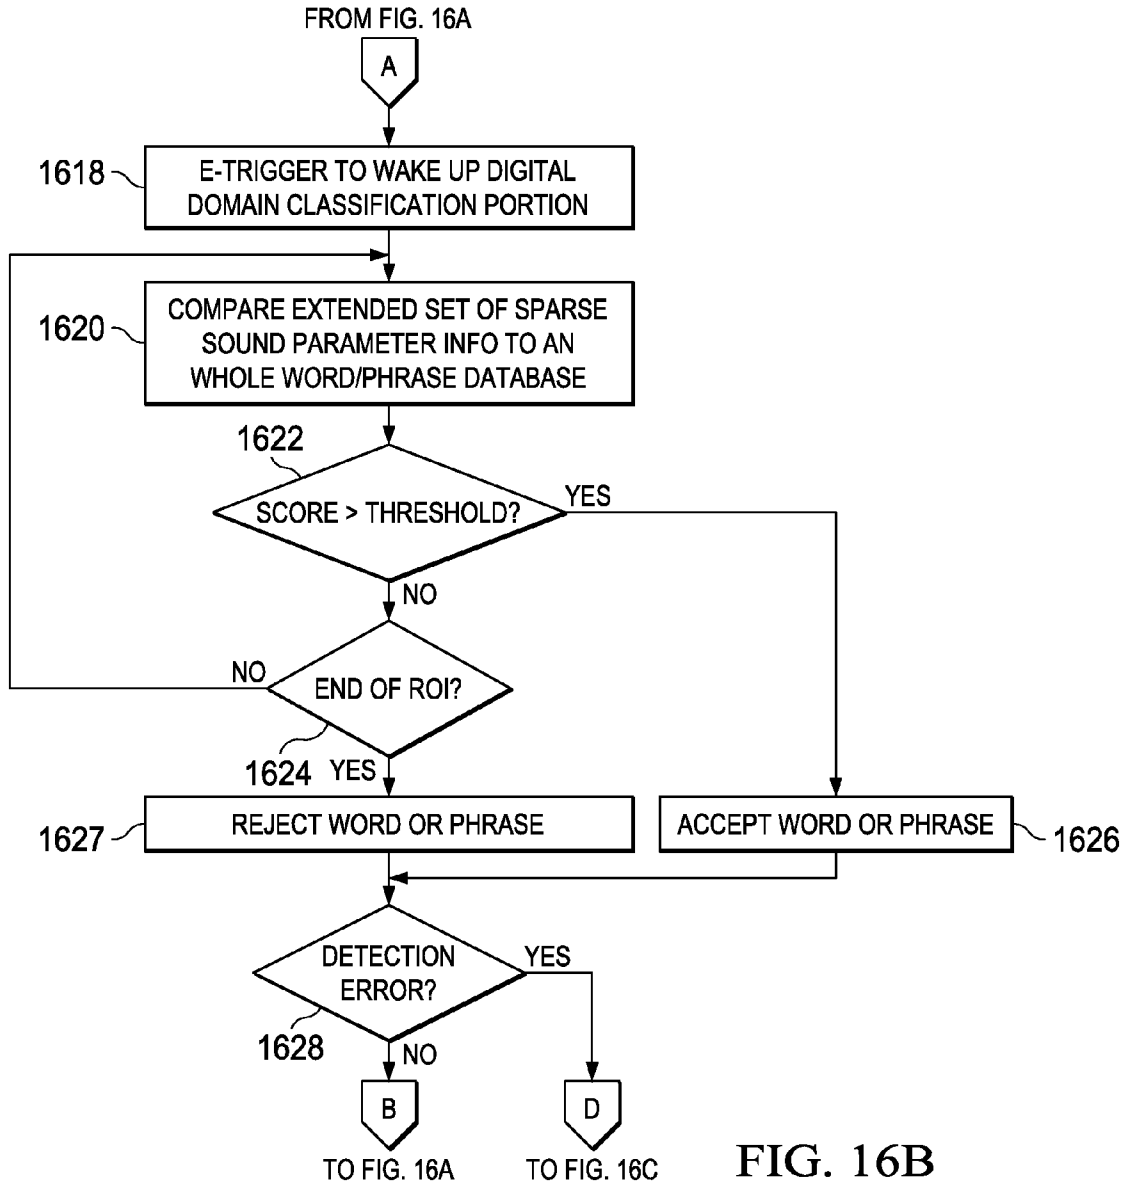 FROM FIG. 16A
A
1618
E-TRIGGER TO WAKE UP DIGITAL
DOMAIN CLASSIFICATION PORTION
1620
COMPARE EXTENDED SET OF SPARSE
SOUND PARAMETER INFO TO AN
WHOLE WORD/PHRASE DATABASE
1622
SCORE > THRESHOLD?
YES
NO
END OF ROI?
NO
1624
YES
1627
REJECT WORD OR PHRASE
ACCEPT WORD OR PHRASE
1626
DETECTION
ERROR?
YES
1628
NO
B
D
TO FIG. 16A
TO FIG. 16C
FIG. 16B